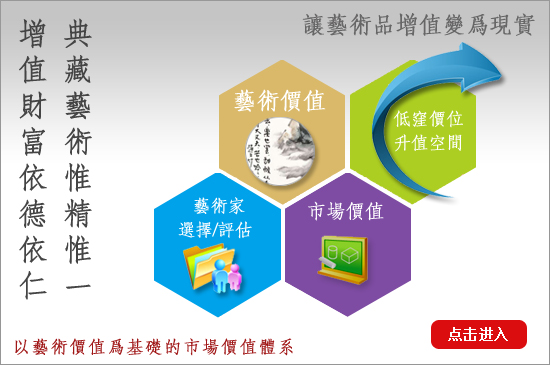 讓藝術品增值變爲現實
典藏藝術惟精惟一
增值財富依德依仁
藝術價值
低窪價位
升值空間
藝術家
選擇/評估
市場價值
以藝術價值爲基礎的市場價值體系
点击进入